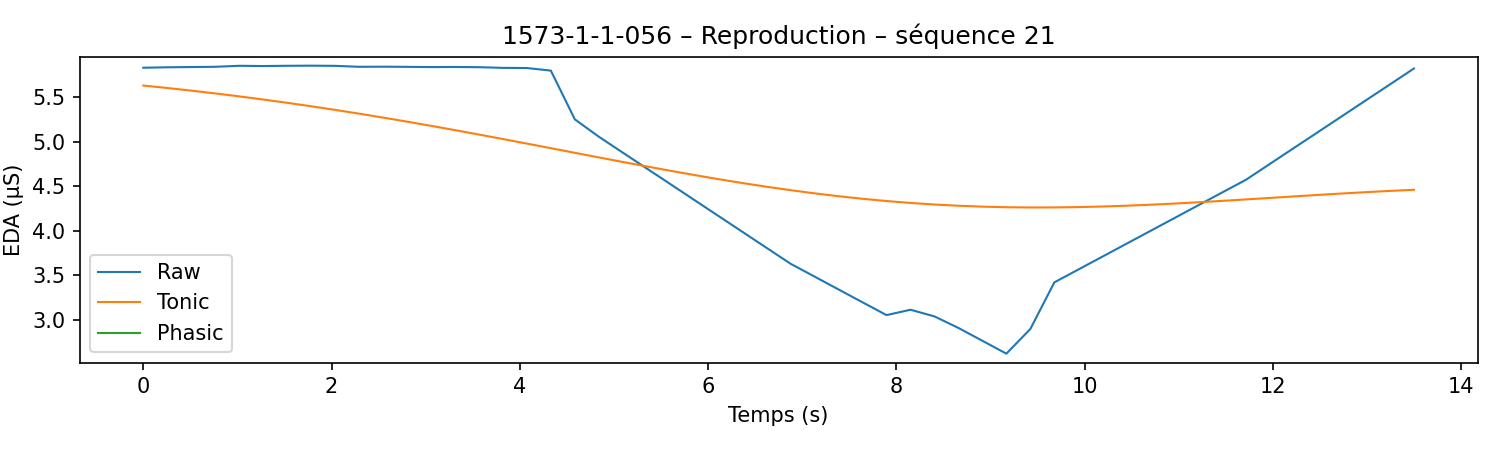 1573-1-1-056 – Reproduction – séquence 21
EDA (µS)
5.5
5.0
4.5
4.0
3.5
3.0
Raw
Tonic
Phasic
0 2 4 6 8 10 12 14
Temps (s)